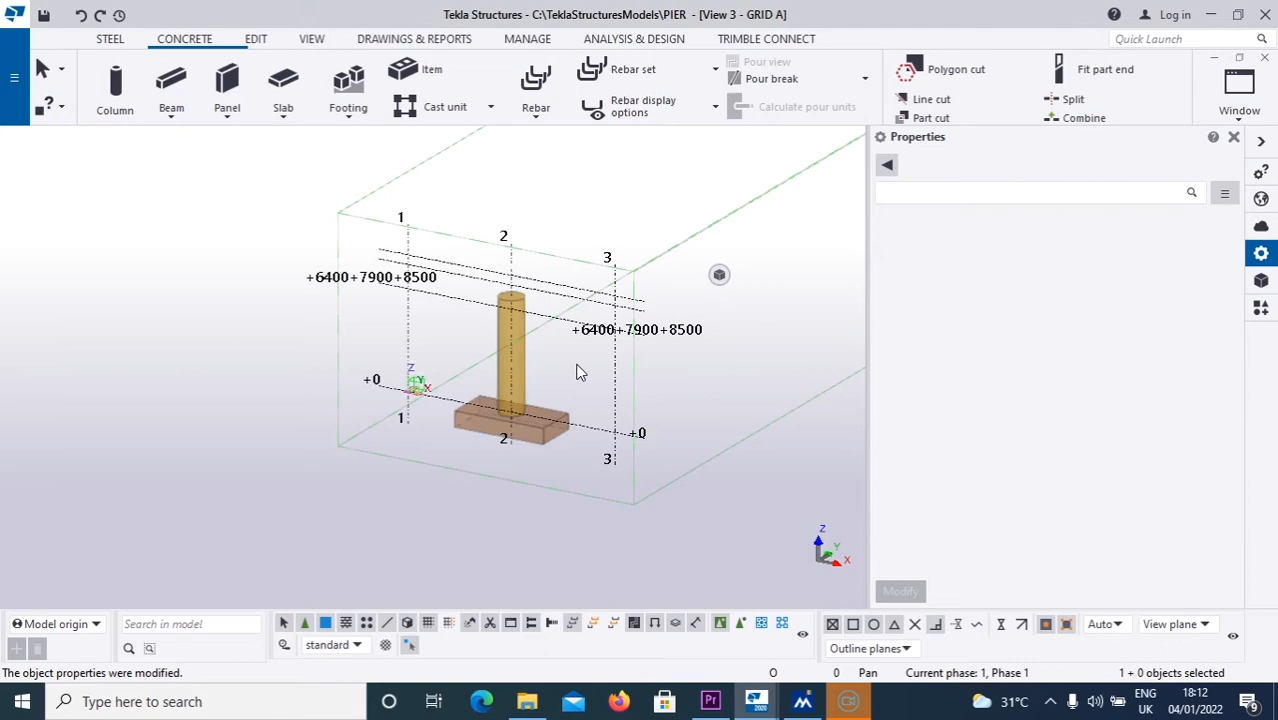 Tekla Structures - C:\TeklaStructuresModels\PIER - [View 3 - GRID A]
Log in
STEEL CONCRETE EDIT VIEW DRAWINGS & REPORTS MANAGE ANALYSIS & DESIGN TRIMBLE CONNECT
Quick Launch
Column
Beam
Panel
Slab
Footing
Item
Cast unit
Rebar
Rebar set
Rebar display
options
Pour view
Pour break
Calculate pour units
Polygon cut
Line cut
Part cut
Fit part end
Split
Combine
Window
Properties
1
2
3
+6400+7900+8500
+6400+7900+8500
+0
Z
Y
X
1
2
3
+0
Z
Y
X
Modify
Model origin
Search in model
standard
Auto
View plane
Outline planes
The object properties were modified.
O
0
Pan
Current phase: 1, Phase 1
1 + 0 objects selected
Type here to search
Pr
2020
31°C
ENG
UK
18:12
04/01/2022
9